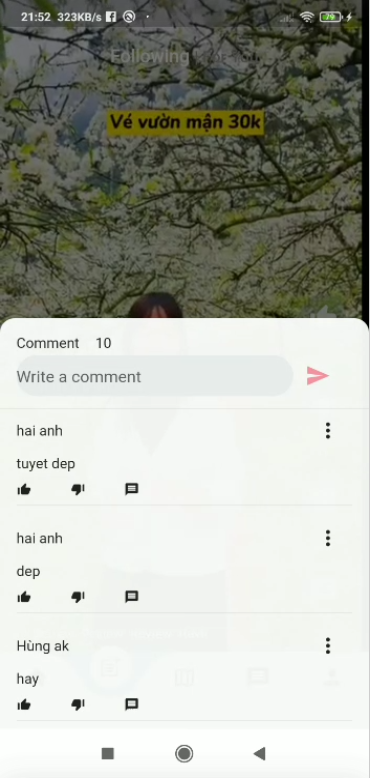 21:52 323KB/s
Following
Vé vườn mận 30k
Comment 10
Write a comment
hai anh
tuyet dep
hai anh
dep
Hùng ak
hay